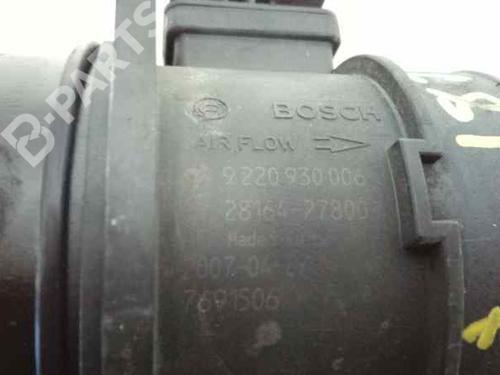 B-PARTS
BOSCH
AIR FLOW
9 220 930 006
28164-27800
Made
2007-04
7691506